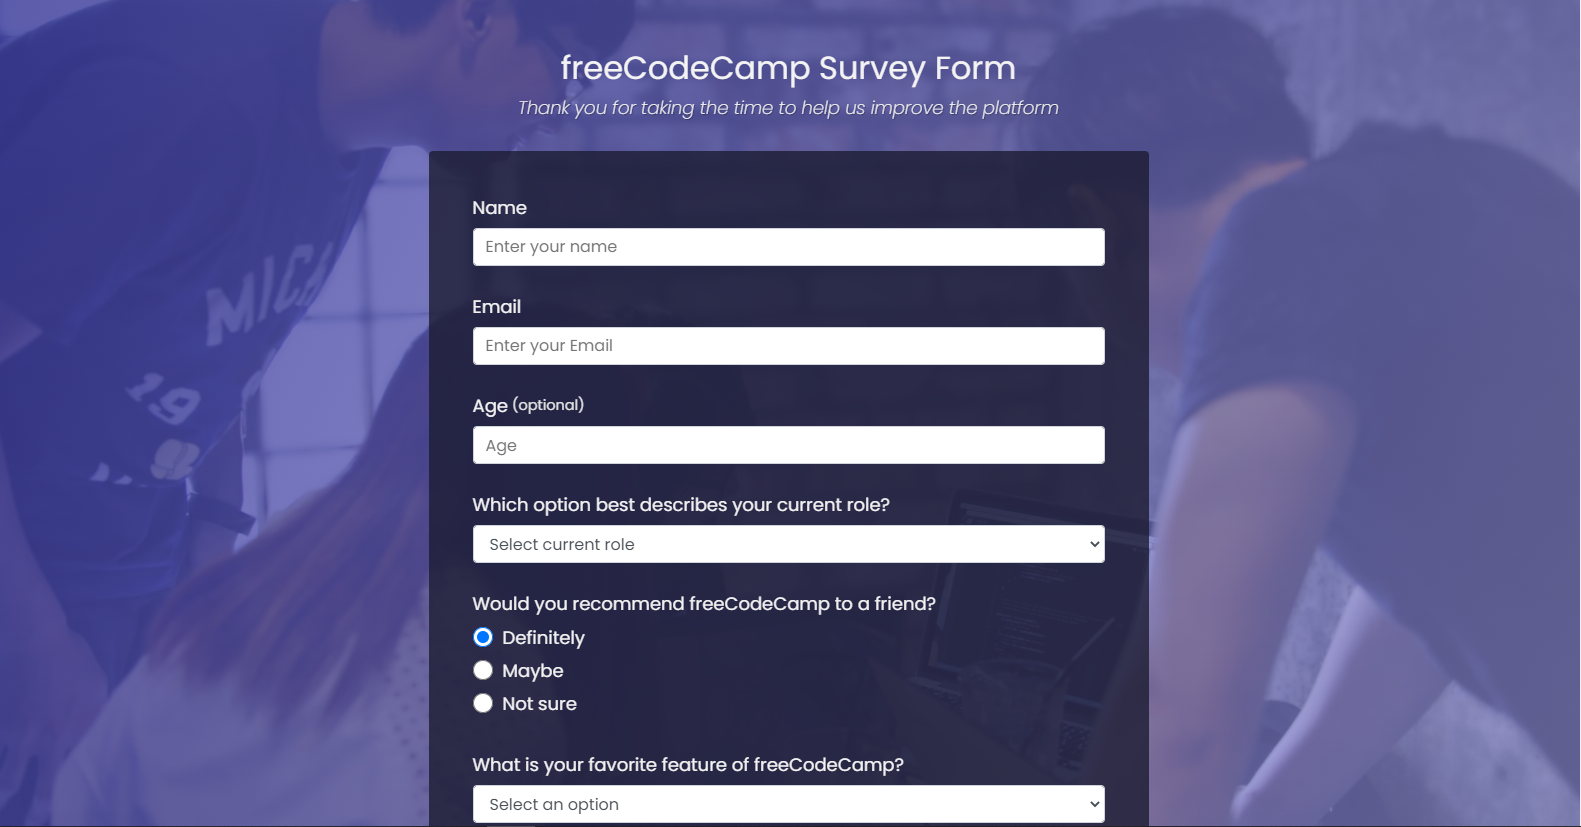 freeCodeCamp Survey Form
Thank you for taking the time to help us improve the platform
Name
Enter your name
Email
Enter your Email
Age (optional)
Age
Which option best describes your current role?
Select current role
Would you recommend freeCodeCamp to a friend?
Definitely
Maybe
Not sure
What is your favorite feature of freeCodeCamp?
Select an option
MICH
19